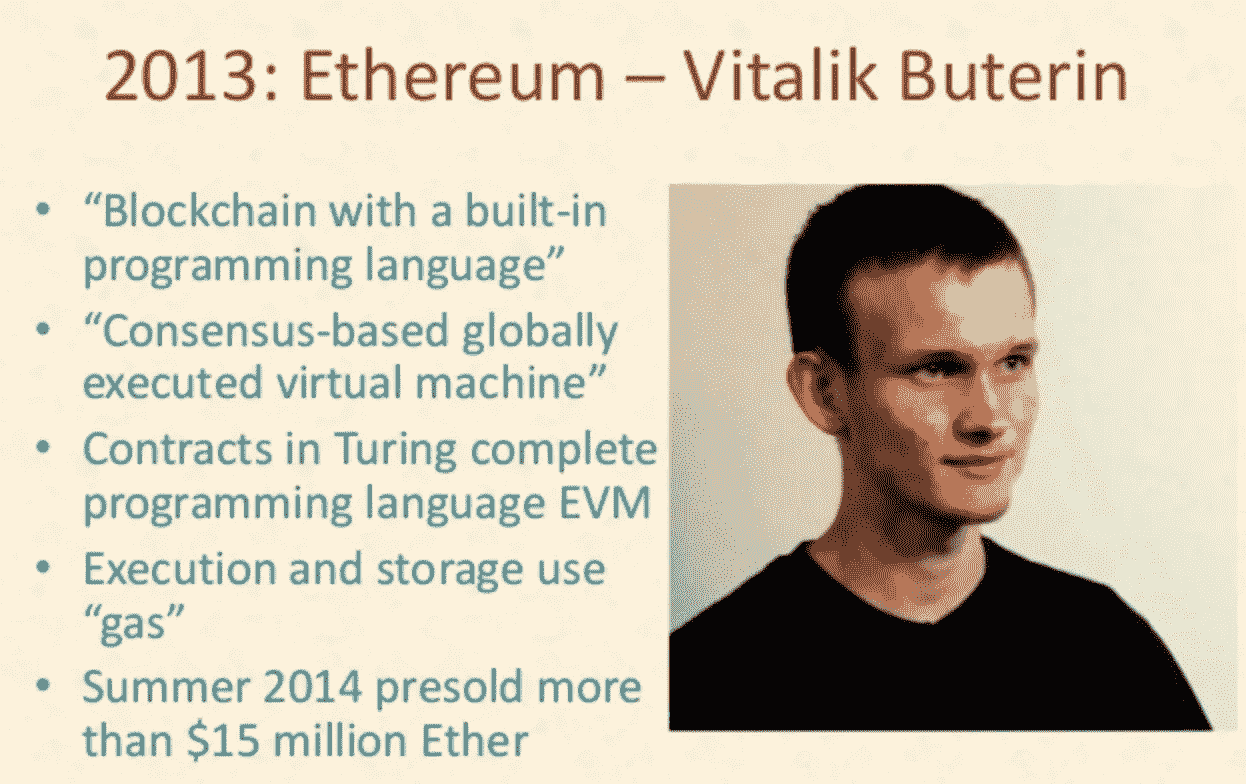 2013: Ethereum – Vitalik Buterin
• “Blockchain with a built-in
programming language”
• “Consensus-based globally
executed virtual machine”
• Contracts in Turing complete
programming language EVM
• Execution and storage use
“gas”
• Summer 2014 presold more
than $15 million Ether